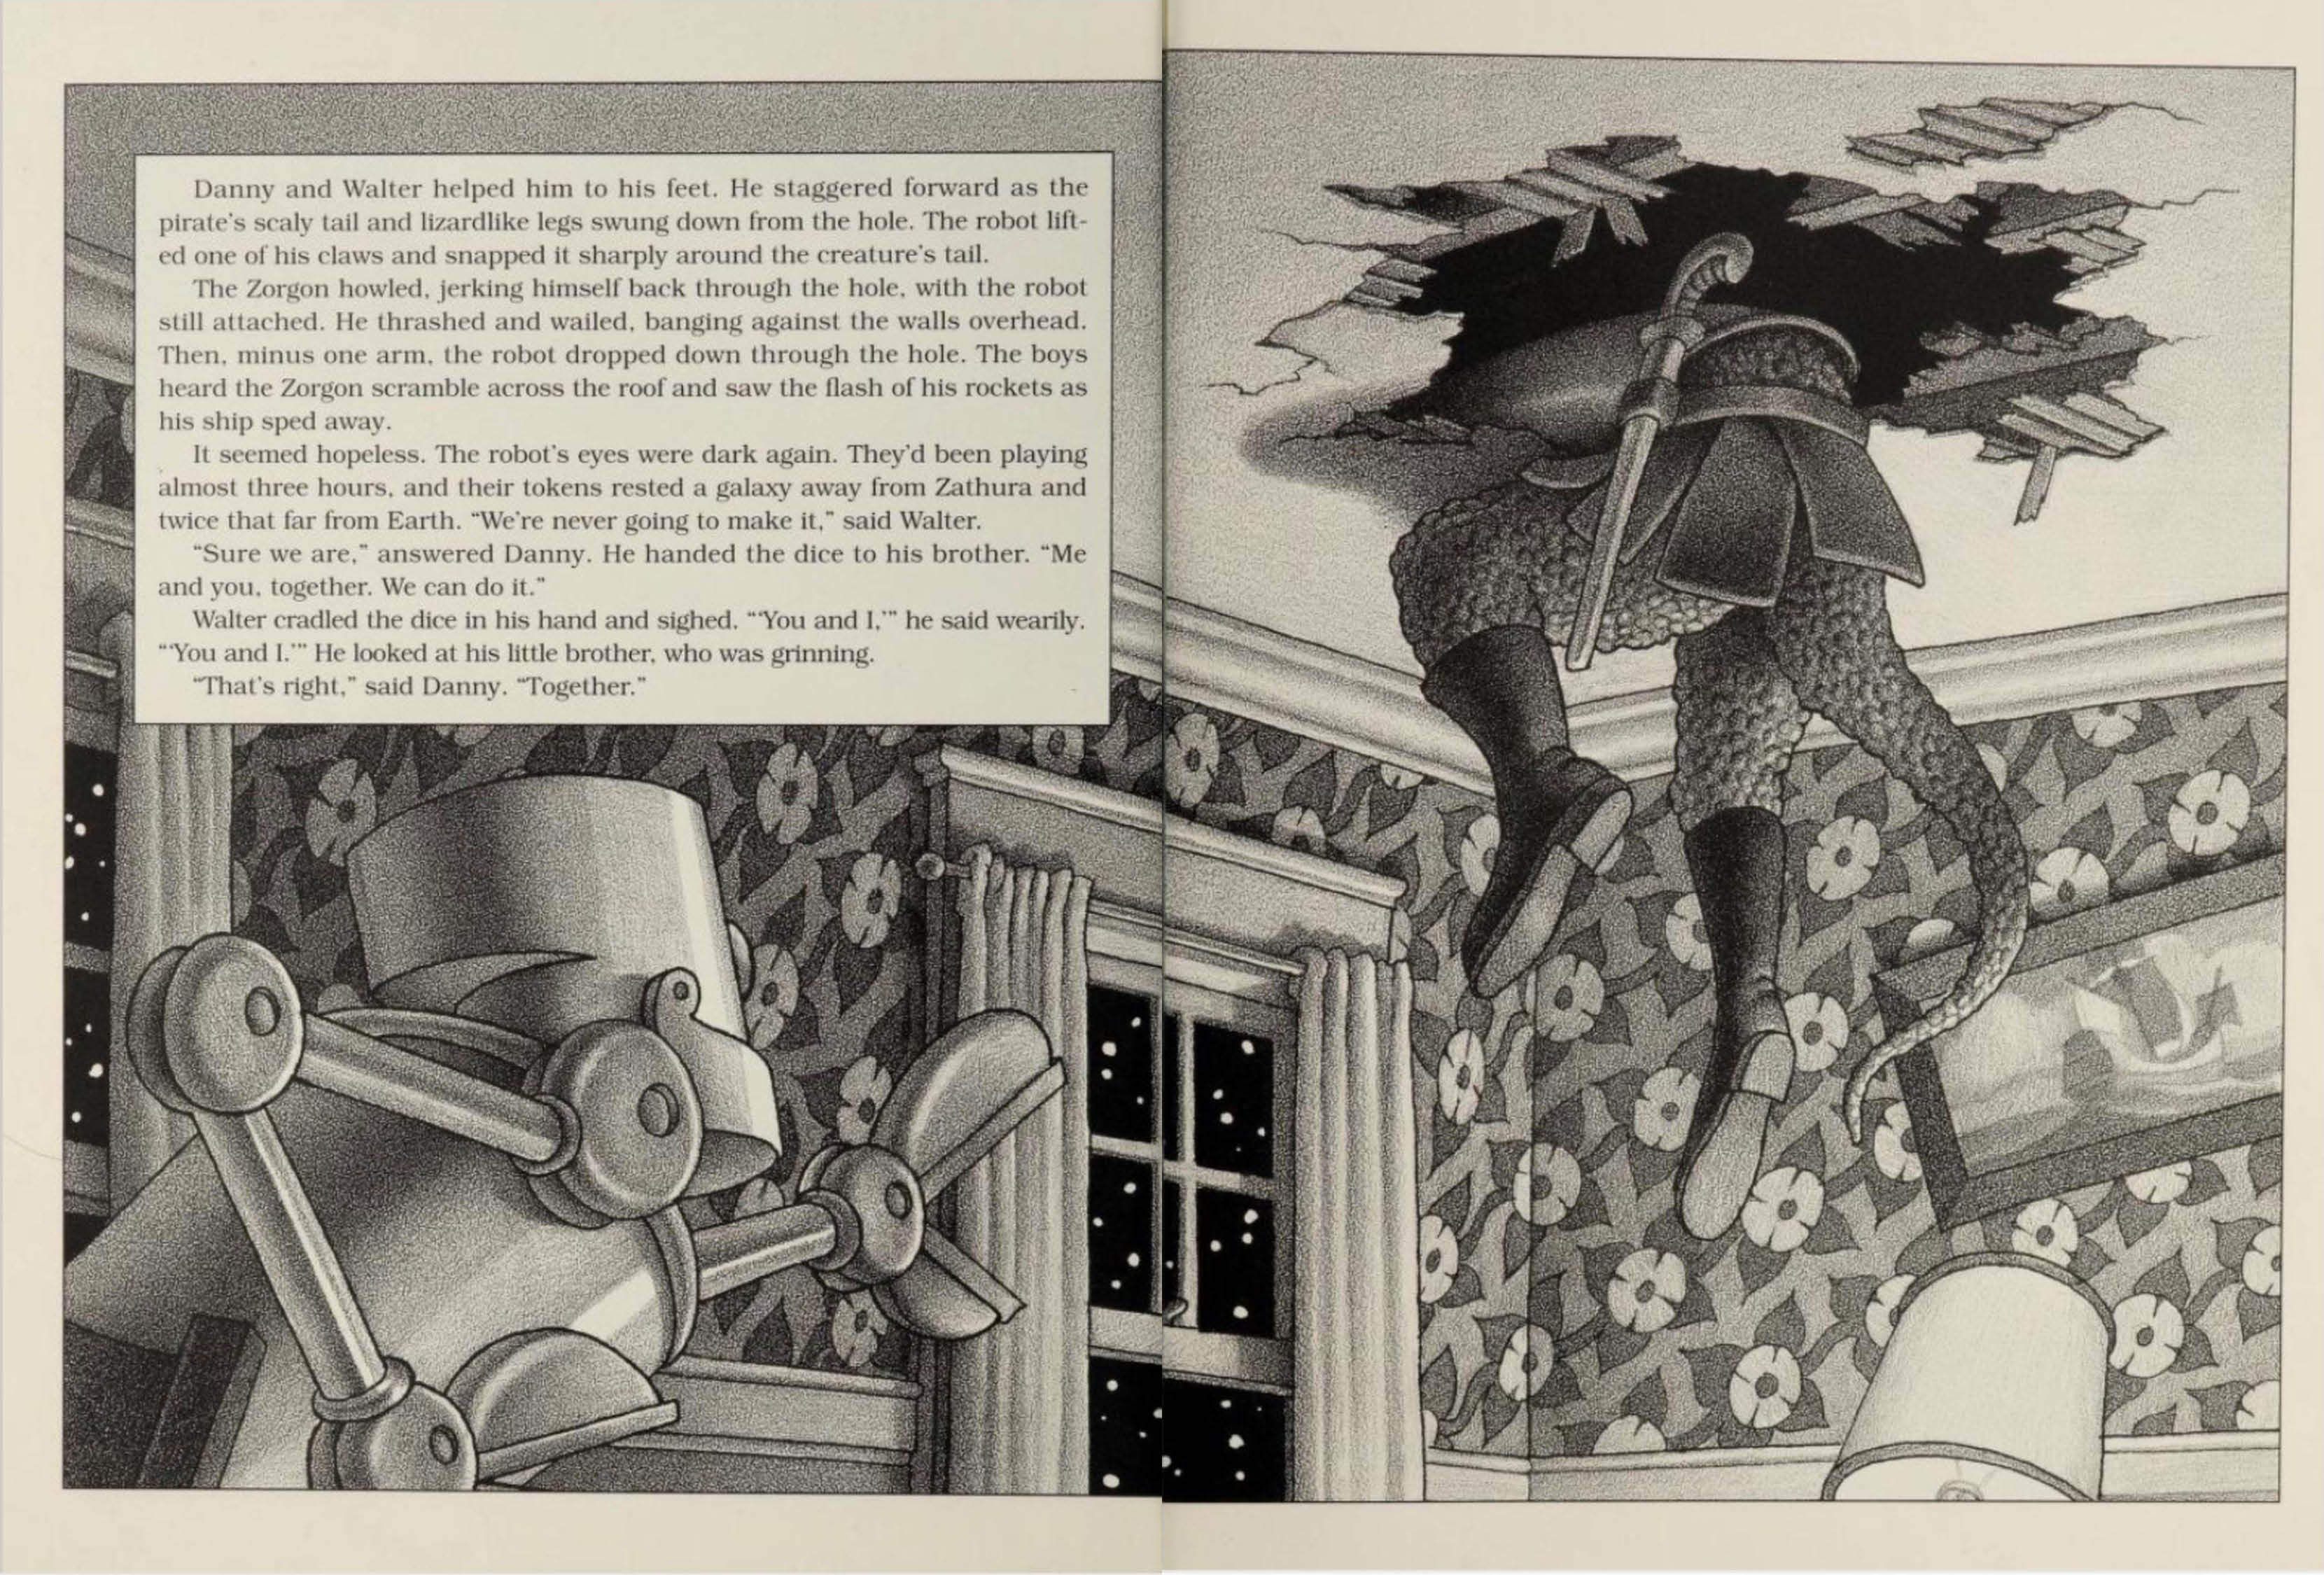 Danny and Walter helped him to his feet. He staggered forward as the
pirate's scaly tail and lizardlike legs swung down from the hole. The robot lift-
ed one of his claws and snapped it sharply around the creature's tail.
The Zorgon howled, jerking himself back through the hole, with the robot
still attached. He thrashed and wailed, banging against the walls overhead.
Then, minus one arm, the robot dropped down through the hole. The boys
heard the Zorgon scramble across the roof and saw the flash of his rockets as
his ship sped away.
It seemed hopeless. The robot's eyes were dark again. They'd been playing
almost three hours, and their tokens rested a galaxy away from Zathura and
twice that far from Earth. “We're never going to make it,” said Walter.
“Sure we are,” answered Danny. He handed the dice to his brother. “Me
and you, together. We can do it.”
Walter cradled the dice in his hand and sighed. “‘You and I,’” he said wearily.
“‘You and I.’” He looked at his little brother, who was grinning.
“That's right,” said Danny. “Together.”